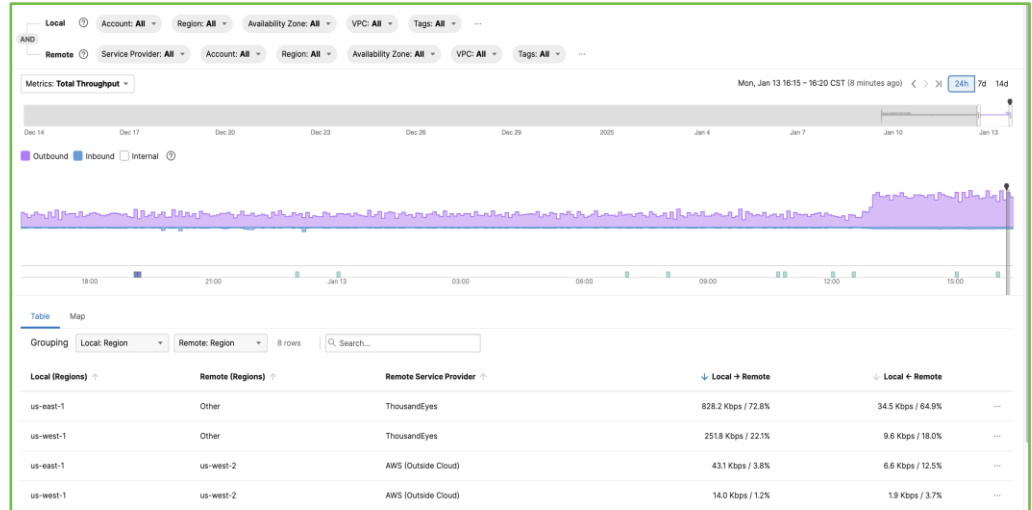 Local ? Account: All Region: All Availability Zone: All VPC: All Tags: All ...
AND
Remote ? Service Provider: All Account: All Region: All Availability Zone: All VPC: All Tags: All ...
Metrics: Total Throughput Mon, Jan 13 16:15 – 16:20 CST (8 minutes ago) 24h 7d 14d
Dec 14 Dec 17 Dec 20 Dec 23 Dec 26 Dec 29 2025 Jan 4 Jan 7 Jan 10 Jan 13
Outbound Inbound Internal ?
18:00 21:00 Jan 13 03:00 06:00 09:00 12:00 15:00
Table Map
Grouping Local: Region Remote: Region 8 rows Search...
Local (Regions) ↑ Remote (Regions) ↑ Remote Service Provider ↑ ↓ Local → Remote ↓ Local ← Remote
us-east-1 Other ThousandEyes 828.2 Kbps / 72.8% 34.5 Kbps / 64.9% ...
us-west-1 Other ThousandEyes 251.8 Kbps / 22.1% 9.6 Kbps / 18.0% ...
us-east-1 us-west-2 AWS (Outside Cloud) 43.1 Kbps / 3.8% 6.6 Kbps / 12.5% ...
us-west-1 us-west-2 AWS (Outside Cloud) 14.0 Kbps / 1.2% 1.9 Kbps / 3.7% ...